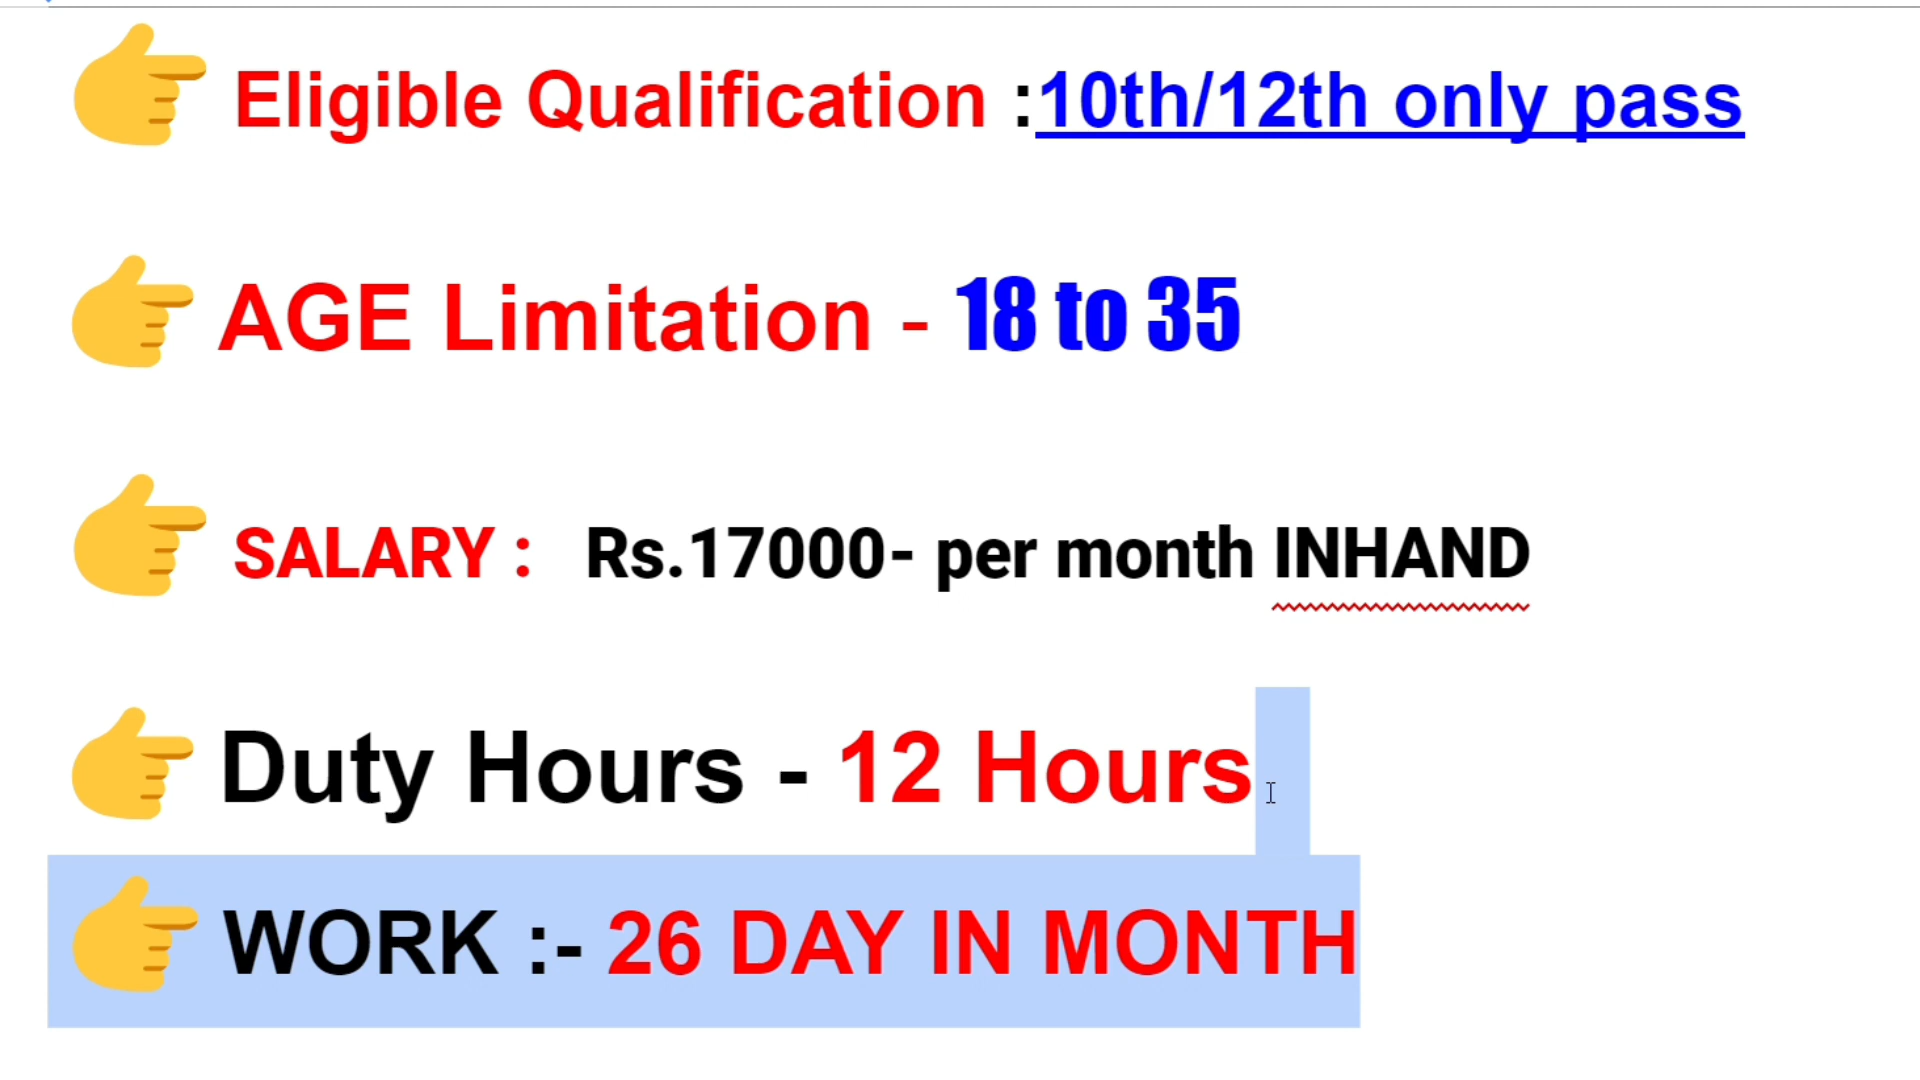 Eligible Qualification :10th/12th only pass
AGE Limitation - 18 to 35
SALARY : Rs.17000- per month INHAND
Duty Hours - 12 Hours
WORK :- 26 DAY IN MONTH